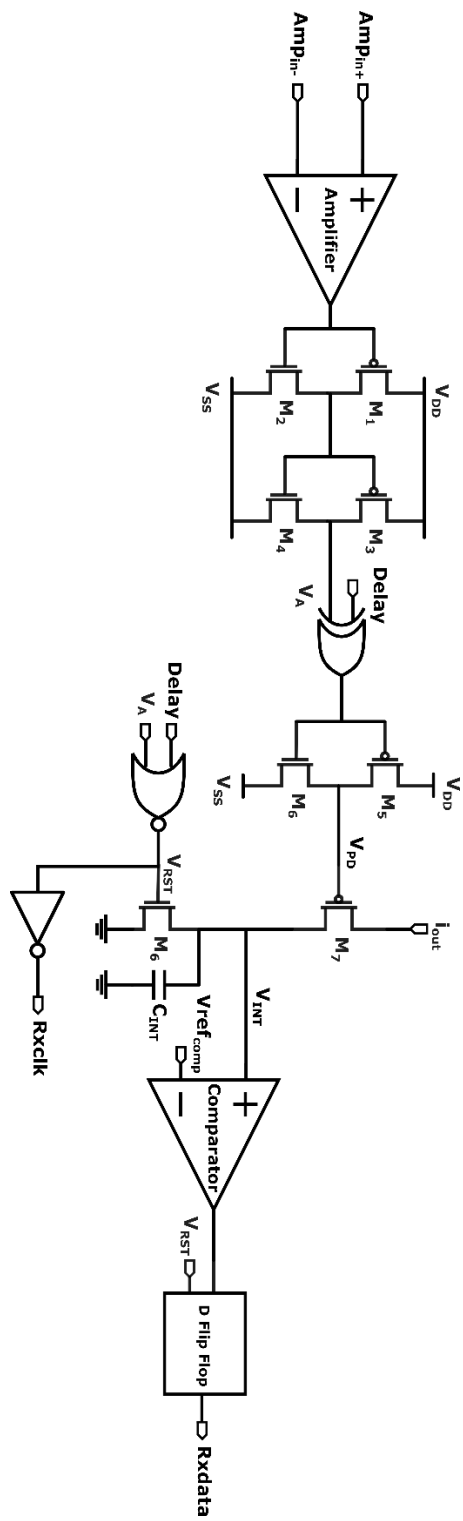 Amp_in+
Amp_in-
+
−
Amplifier
V_DD
M_1
M_2
V_SS
M_3
M_4
Delay
V_A
V_DD
M_5
M_6
V_SS
V_PD
i_out
M_7
Delay
V_A
V_RST
M_6
C_INT
V_INT
Vref_comp
Rxclk
+
−
Comparator
V_RST
D Flip Flop
Rxdata